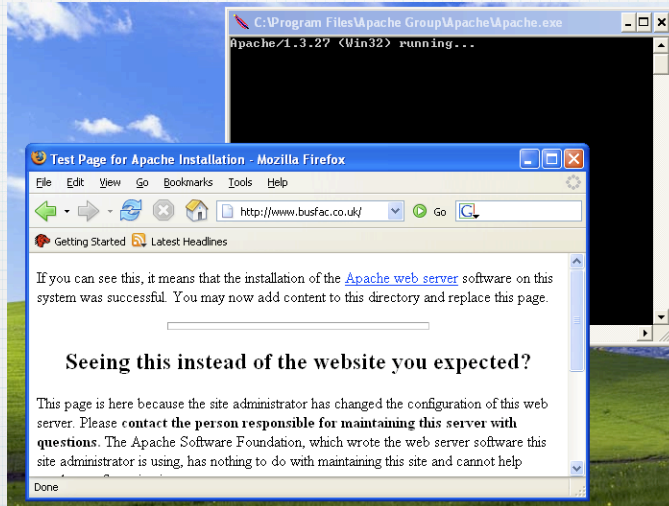 C:\Program Files\Apache Group\Apache\Apache.exe
Apache/1.3.27 (Win32) running...
Test Page for Apache Installation - Mozilla Firefox
File Edit View Go Bookmarks Tools Help
http://www.busfac.co.uk/ Go G
Getting Started Latest Headlines
If you can see this, it means that the installation of the Apache web server software on this
system was successful. You may now add content to this directory and replace this page.
Seeing this instead of the website you expected?
This page is here because the site administrator has changed the configuration of this web
server. Please contact the person responsible for maintaining this server with
questions. The Apache Software Foundation, which wrote the web server software this
site administrator is using, has nothing to do with maintaining this site and cannot help
Done